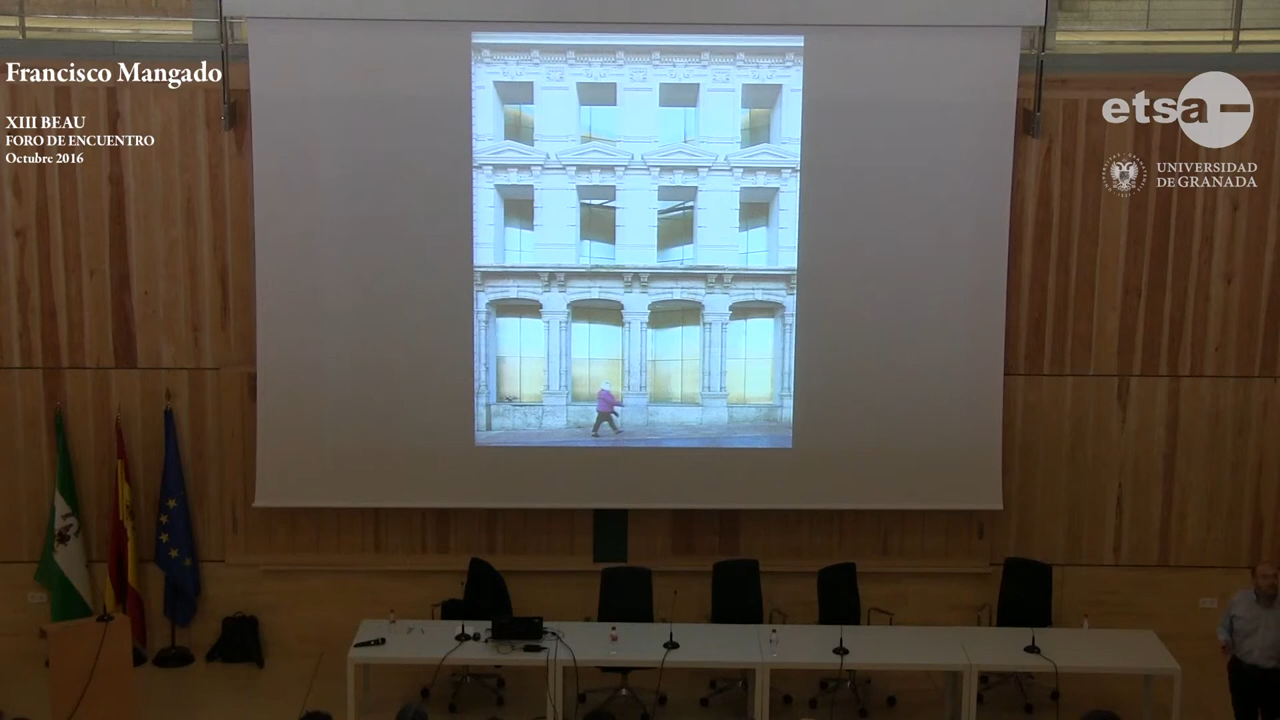 Francisco Mangado
XIII BEAU
FORO DE ENCUENTRO
Octubre 2016
etsa
UNIVERSIDAD
DE GRANADA